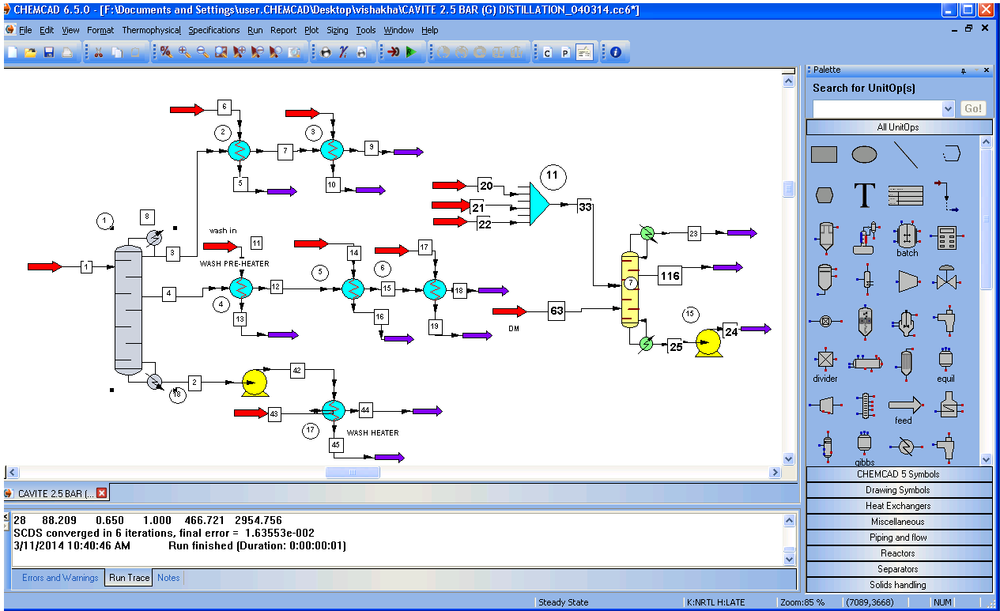 CHEMCAD 6.5.0 - [F:\Documents and Settings\user.CHEMCAD\Desktop\vishakha\CAVITE 2.5 BAR (G) DISTILLATION_040314.cc6*]
File Edit View Format Thermophysical Specifications Run Report Plot Sizing Tools Window Help
C P
Palette
Search for UnitOp(s)
Go!
All UnitOps
T
batch
divider
equil
feed
gibbs
CHEMCAD 5 Symbols
Drawing Symbols
Heat Exchangers
Miscellaneous
Piping and flow
Reactors
Separators
Solids handling
6
2
3
7
9
5
10
11
20
21
22
33
1
8
wash in
11
WASH PRE-HEATER
14
17
3
1
5
6
4
12
15
18
4
13
16
19
23
116
7
63
DM
15
24
25
2
18
42
43
44
17
WASH HEATER
45
CAVITE 2.5 BAR (...
28 88.209 0.650 1.000 466.721 2954.756
SCDS converged in 6 iterations, final error = 1.63553e-002
3/11/2014 10:40:46 AM Run finished (Duration: 0:00:00:01)
Errors and Warnings Run Trace Notes
Steady State K:NRTL H:LATE Zoom:85 % (7089,3668) NUM